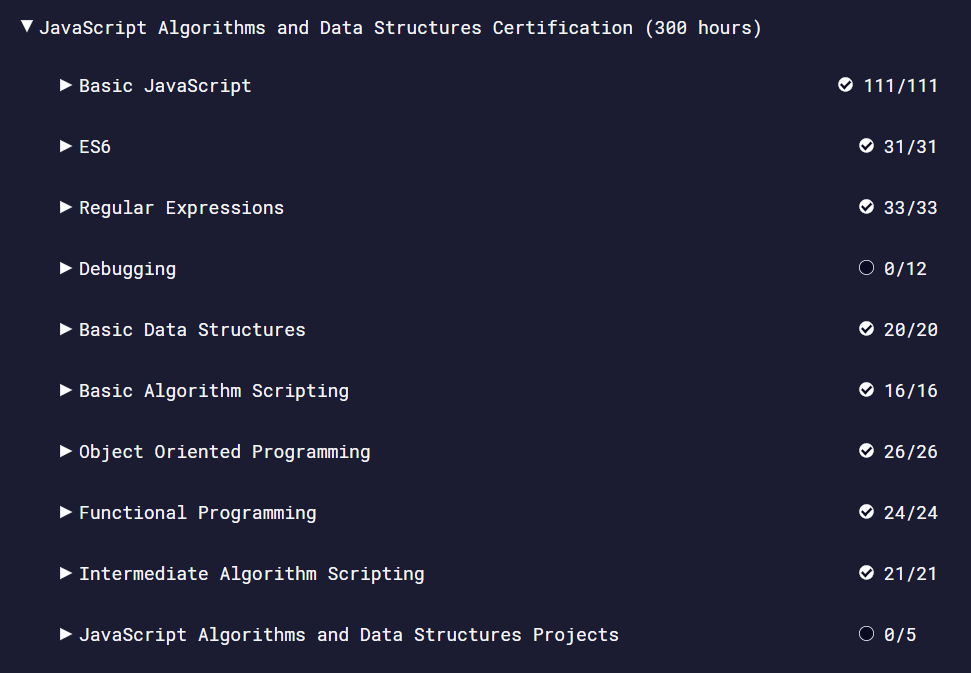 JavaScript Algorithms and Data Structures Certification (300 hours)
Basic JavaScript 111/111
ES6 31/31
Regular Expressions 33/33
Debugging 0/12
Basic Data Structures 20/20
Basic Algorithm Scripting 16/16
Object Oriented Programming 26/26
Functional Programming 24/24
Intermediate Algorithm Scripting 21/21
JavaScript Algorithms and Data Structures Projects 0/5